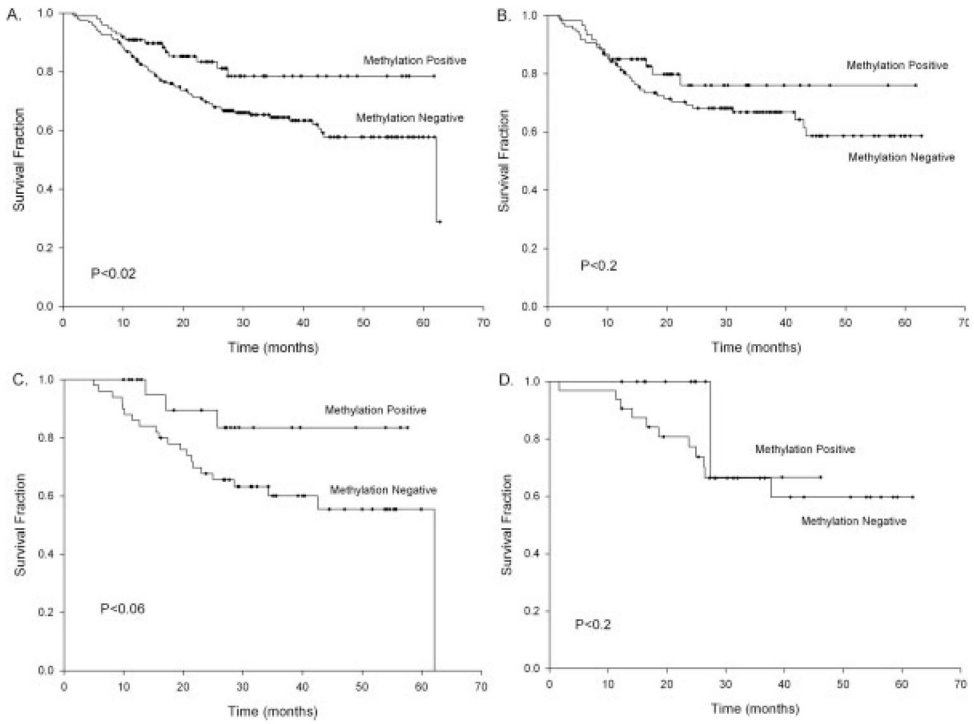 A.
1.0
0.8
0.6
0.4
0.2
0.0
Survival Fraction
Methylation Positive
Methylation Negative
P<0.02
0 10 20 30 40 50 60 70
Time (months)
B.
1.0
0.8
0.6
0.4
0.2
0.0
Survival Fraction
Methylation Positive
Methylation Negative
P<0.2
0 10 20 30 40 50 60 70
Time (months)
C.
1.0
0.8
0.6
0.4
0.2
0.0
Survival Fraction
Methylation Positive
Methylation Negative
P<0.06
0 10 20 30 40 50 60 70
Time (months)
D.
1.0
0.8
0.6
0.4
0.2
0.0
Survival Fraction
Methylation Positive
Methylation Negative
P<0.2
0 10 20 30 40 50 60 70
Time (months)